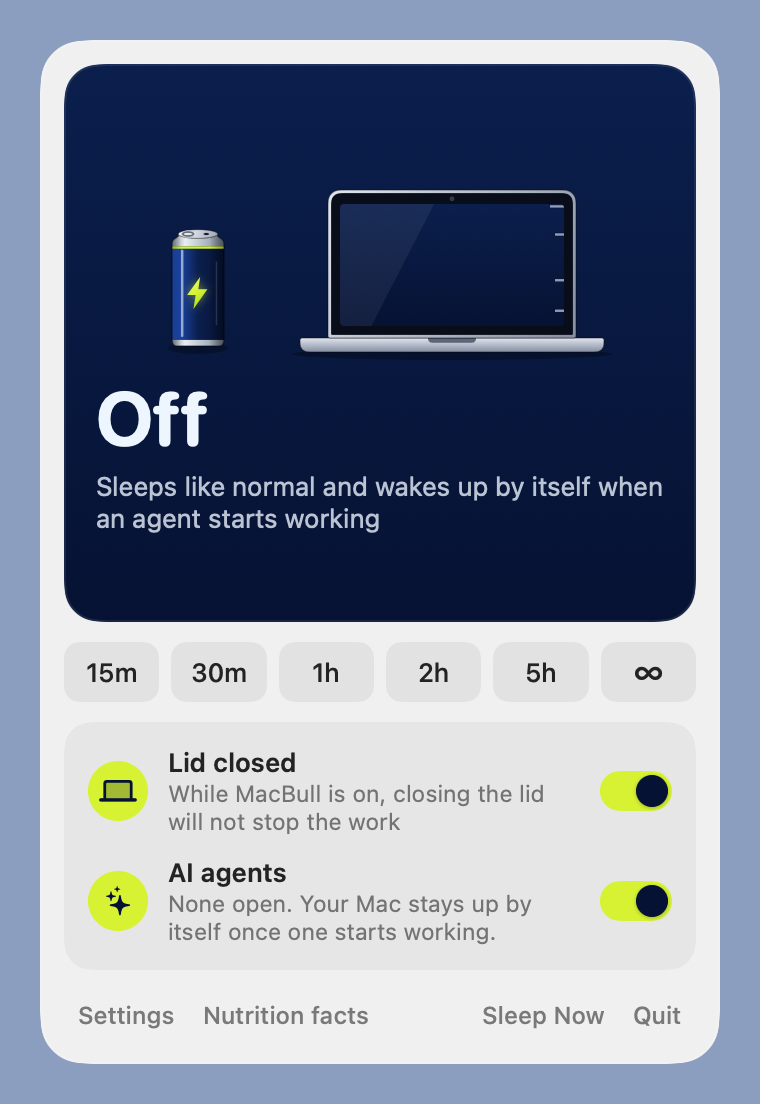 Off
Sleeps like normal and wakes up by itself when
an agent starts working
15m
30m
1h
2h
5h
∞
Lid closed
While MacBull is on, closing the lid
will not stop the work
AI agents
None open. Your Mac stays up by
itself once one starts working.
Settings
Nutrition facts
Sleep Now
Quit